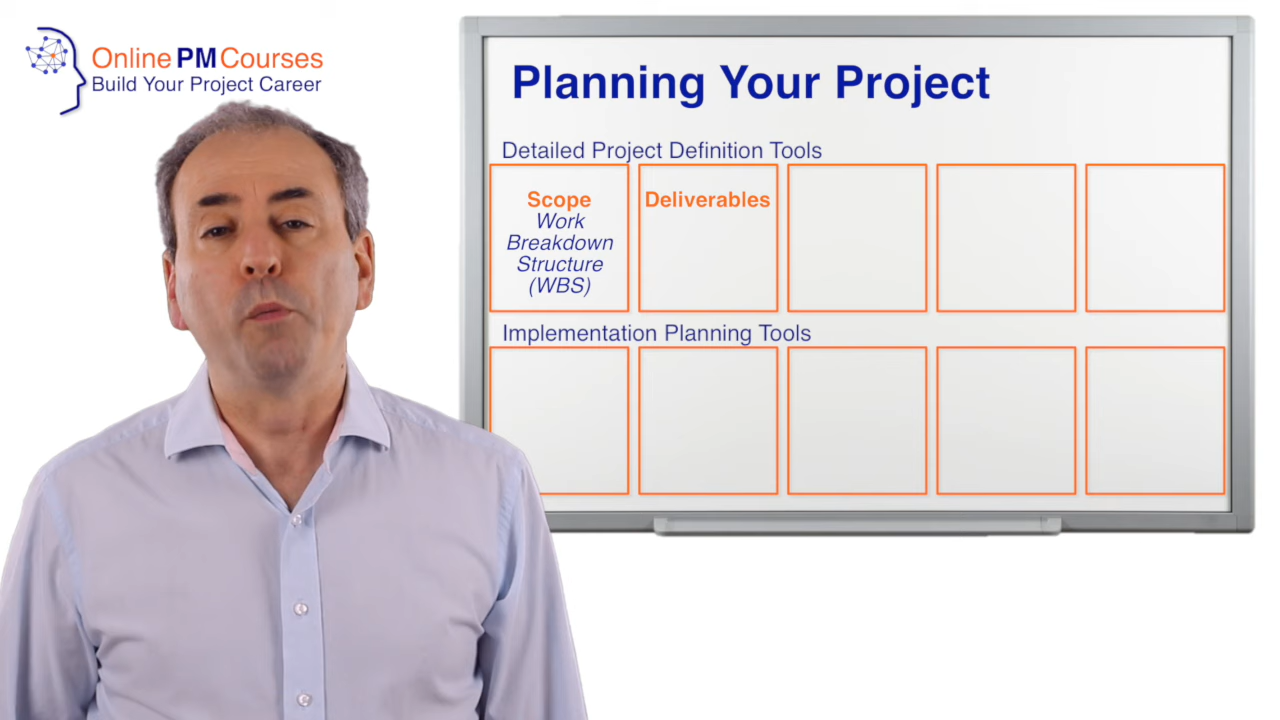 Online PM Courses
Build Your Project Career
Planning Your Project
Detailed Project Definition Tools
Scope
Work
Breakdown
Structure
(WBS)
Deliverables
Implementation Planning Tools